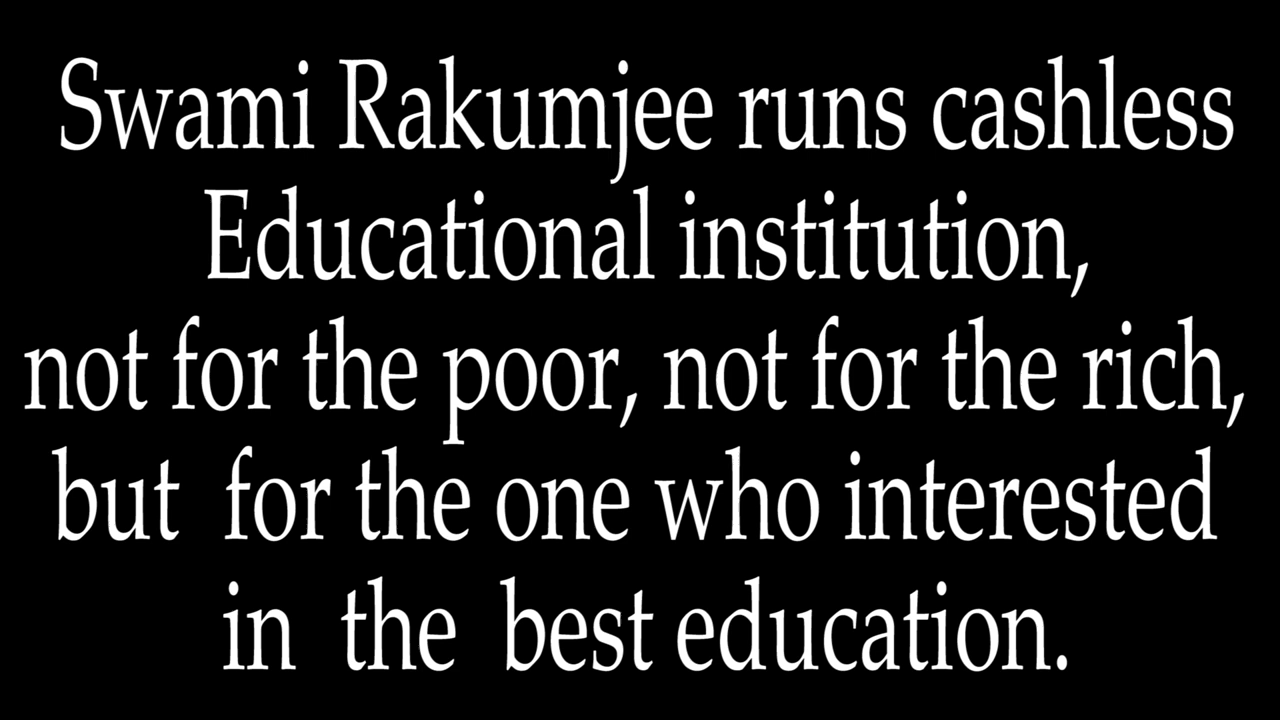 Swami Rakumjee runs cashless
Educational institution,
not for the poor, not for the rich,
but for the one who interested
in the best education.